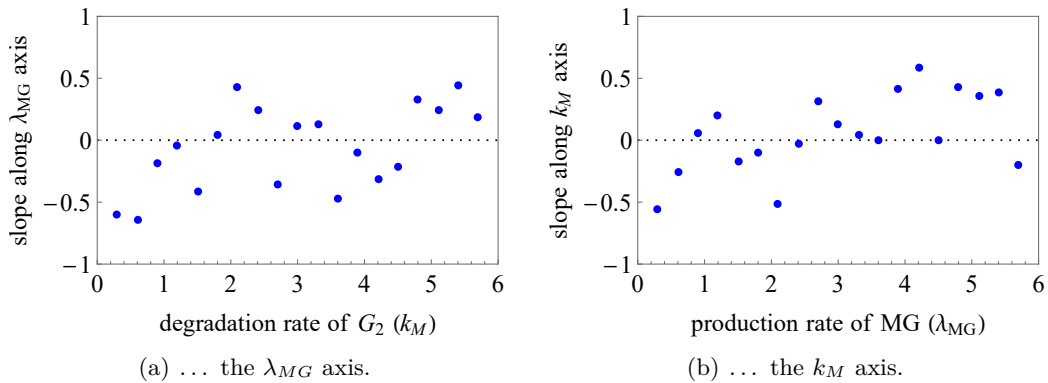 1
0.5
0
−0.5
−1
slope along λMG axis
0 1 2 3 4 5 6
degradation rate of G2 (kM)
(a) ... the λMG axis.
1
0.5
0
−0.5
−1
slope along kM axis
0 1 2 3 4 5 6
production rate of MG (λMG)
(b) ... the kM axis.